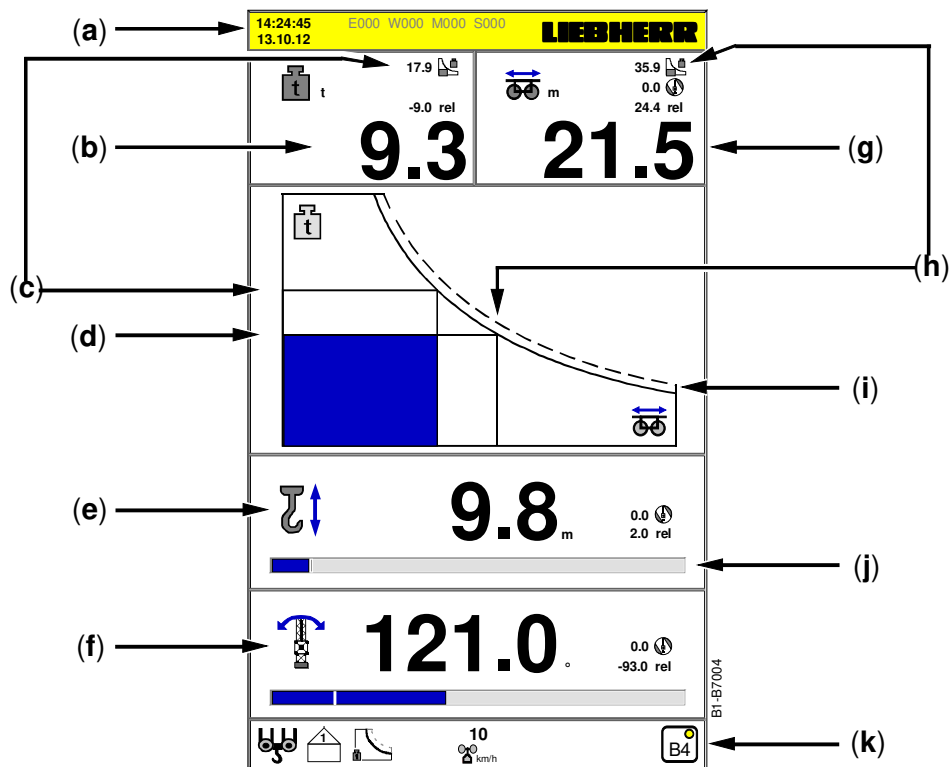 14:24:45 E000 W000 M000 S000 LIEBHERR
13.10.12
(a)
t t 17.9
-9.0 rel
9.3
m 35.9
0.0
24.4 rel
21.5
(b)
(g)
t
(c)
(h)
(d)
(i)
(e)
9.8 m
0.0
2.0 rel
(j)
(f)
121.0 °
0.0
-93.0 rel
B1-B7004
1
10
km/h
B4
(k)